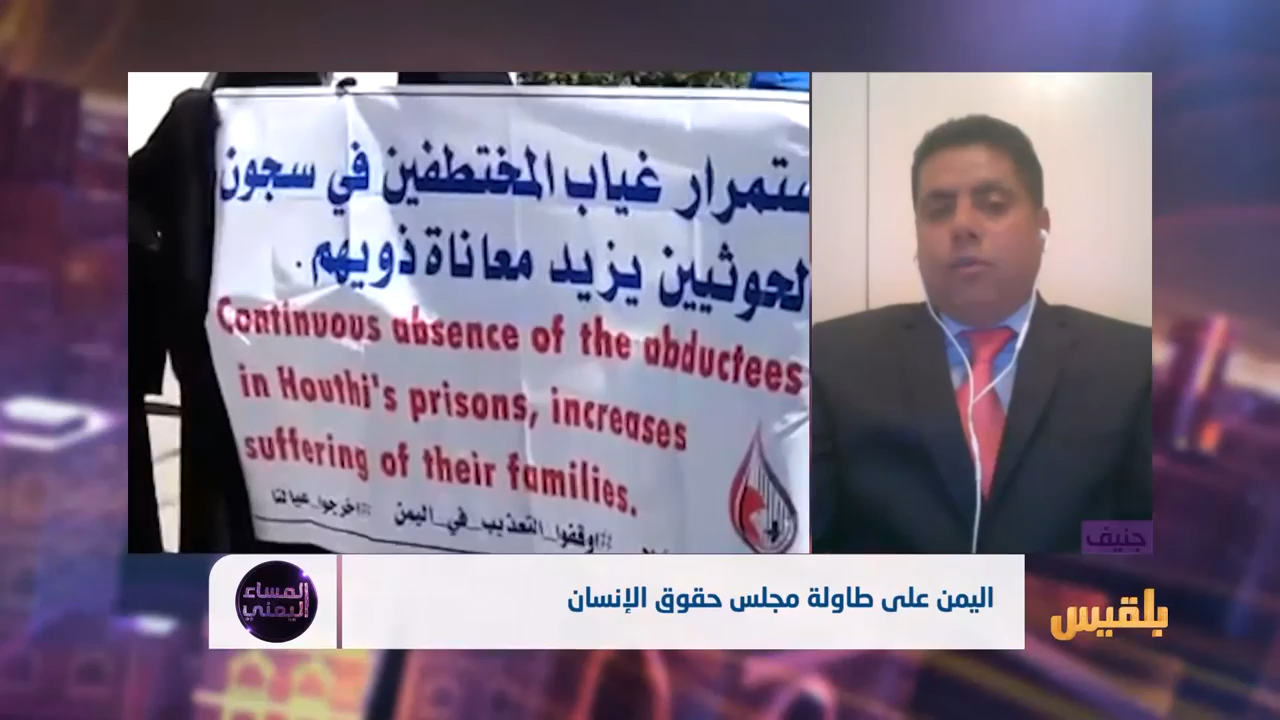 ستمرار غياب المختطفين في سجون
لحوثيين يزيد معاناة ذويهم.
Continuous absence of the abductees
in Houthi's prisons, increases
suffering of their families.
#اوقفوا_التعذيب_في_اليمن #اخرجوا_عيالنا
جنيف
اليمن على طاولة مجلس حقوق الإنسان
المساء
اليمني
بلقيس